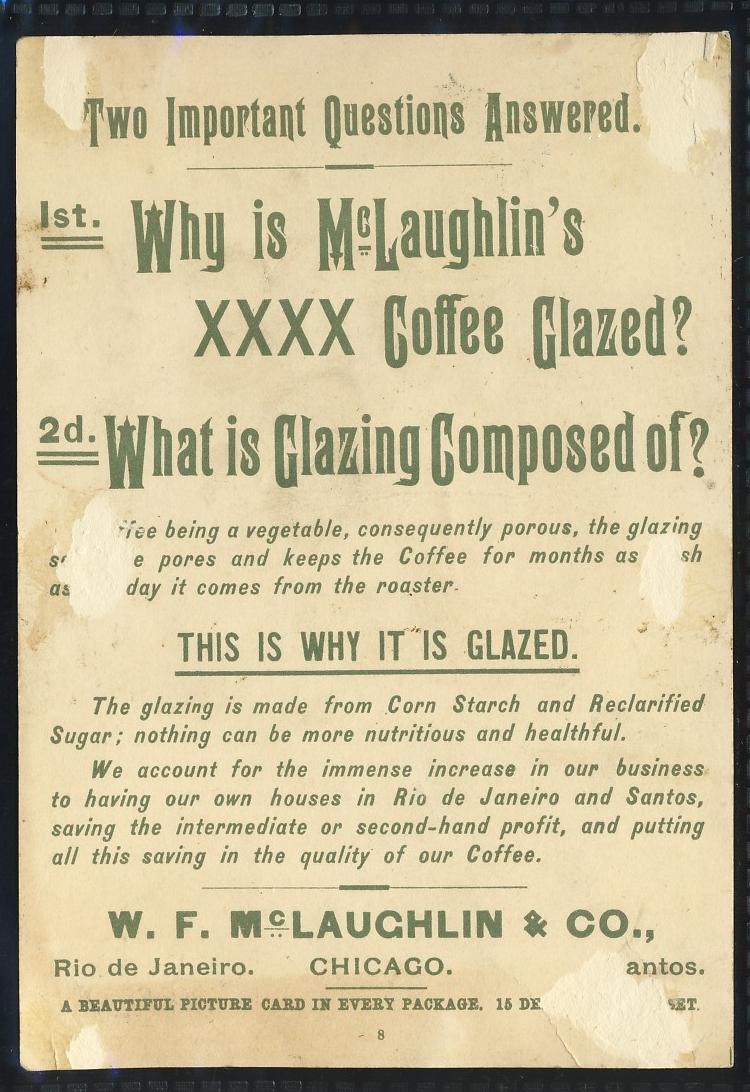 Two Important Questions Answered.
1st. Why is McLaughlin's
XXXX Coffee Glazed?
2d. What is Glazing Composed of?
being a vegetable, consequently porous, the glazing
pores and keeps the Coffee for months as
as day it comes from the roaster.
THIS IS WHY IT IS GLAZED.
The glazing is made from Corn Starch and Reclarified
Sugar; nothing can be more nutritious and healthful.
We account for the immense increase in our business
to having our own houses in Rio de Janeiro and Santos,
saving the intermediate or second-hand profit, and putting
all this saving in the quality of our Coffee.
W. F. McLAUGHLIN & CO.,
Rio de Janeiro. CHICAGO. antos.
A BEAUTIFUL PICTURE CARD IN EVERY PACKAGE. 15 DE
8